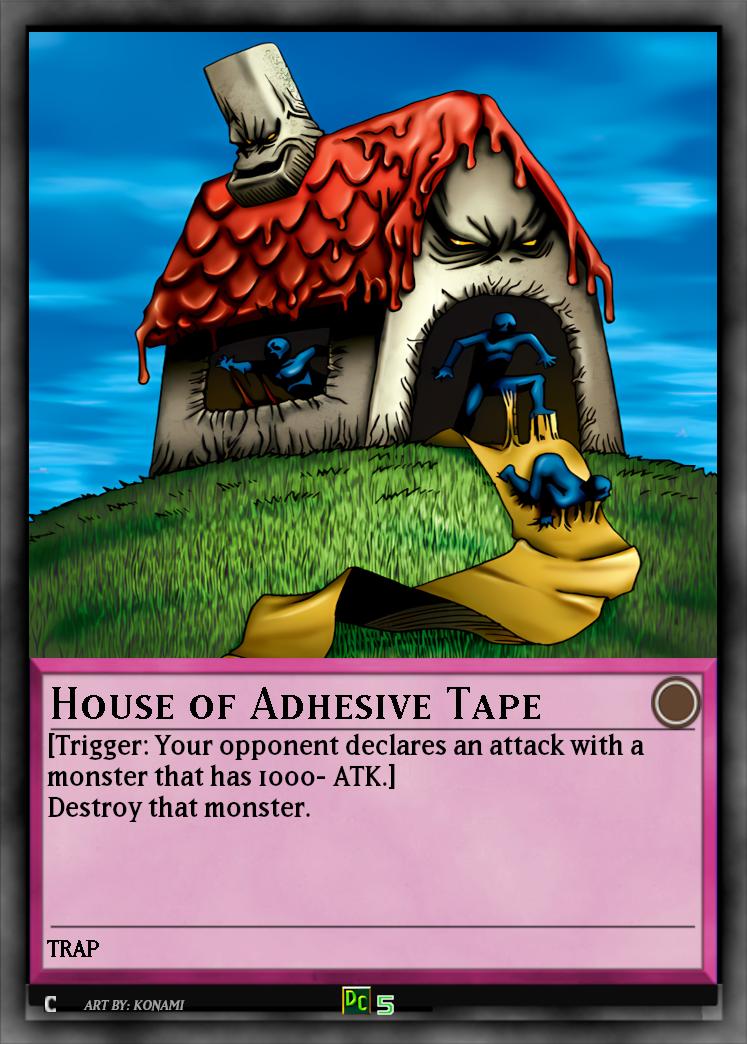 House of Adhesive Tape
[Trigger: Your opponent declares an attack with a
monster that has 1000- ATK.]
Destroy that monster.
TRAP
C ART BY: KONAMI DC 5